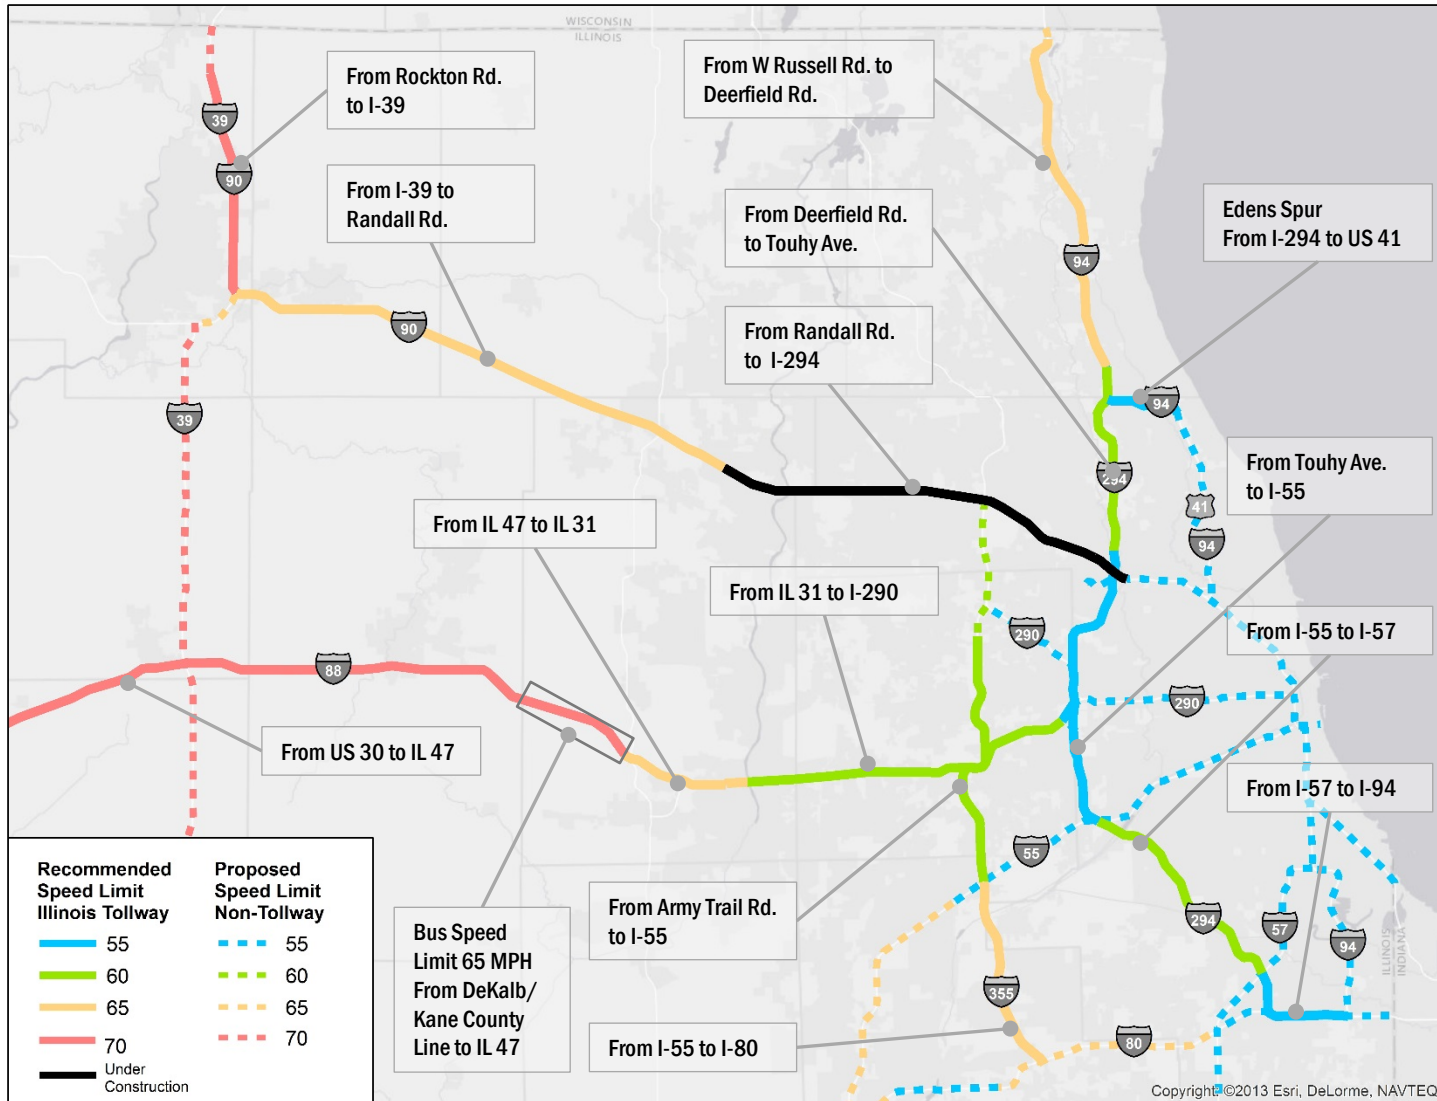 WISCONSIN
ILLINOIS
From Rockton Rd.
to I-39
From W Russell Rd. to
Deerfield Rd.
39
90
From I-39 to
Randall Rd.
From Deerfield Rd.
to Touhy Ave.
Edens Spur
From I-294 to US 41
94
90
From Randall Rd.
to I-294
39
94
294
From Touhy Ave.
to I-55
41
94
From IL 47 to IL 31
From IL 31 to I-290
290
From I-55 to I-57
88
290
From US 30 to IL 47
From I-57 to I-94
55
Recommended
Speed Limit
Illinois Tollway
55
60
65
70
Under
Construction
Proposed
Speed Limit
Non-Tollway
55
60
65
70
Bus Speed
Limit 65 MPH
From DeKalb/
Kane County
Line to IL 47
From Army Trail Rd.
to I-55
294
57
94
ILLINOIS
INDIANA
355
From I-55 to I-80
80
Copyright: ©2013 Esri, DeLorme, NAVTEQ